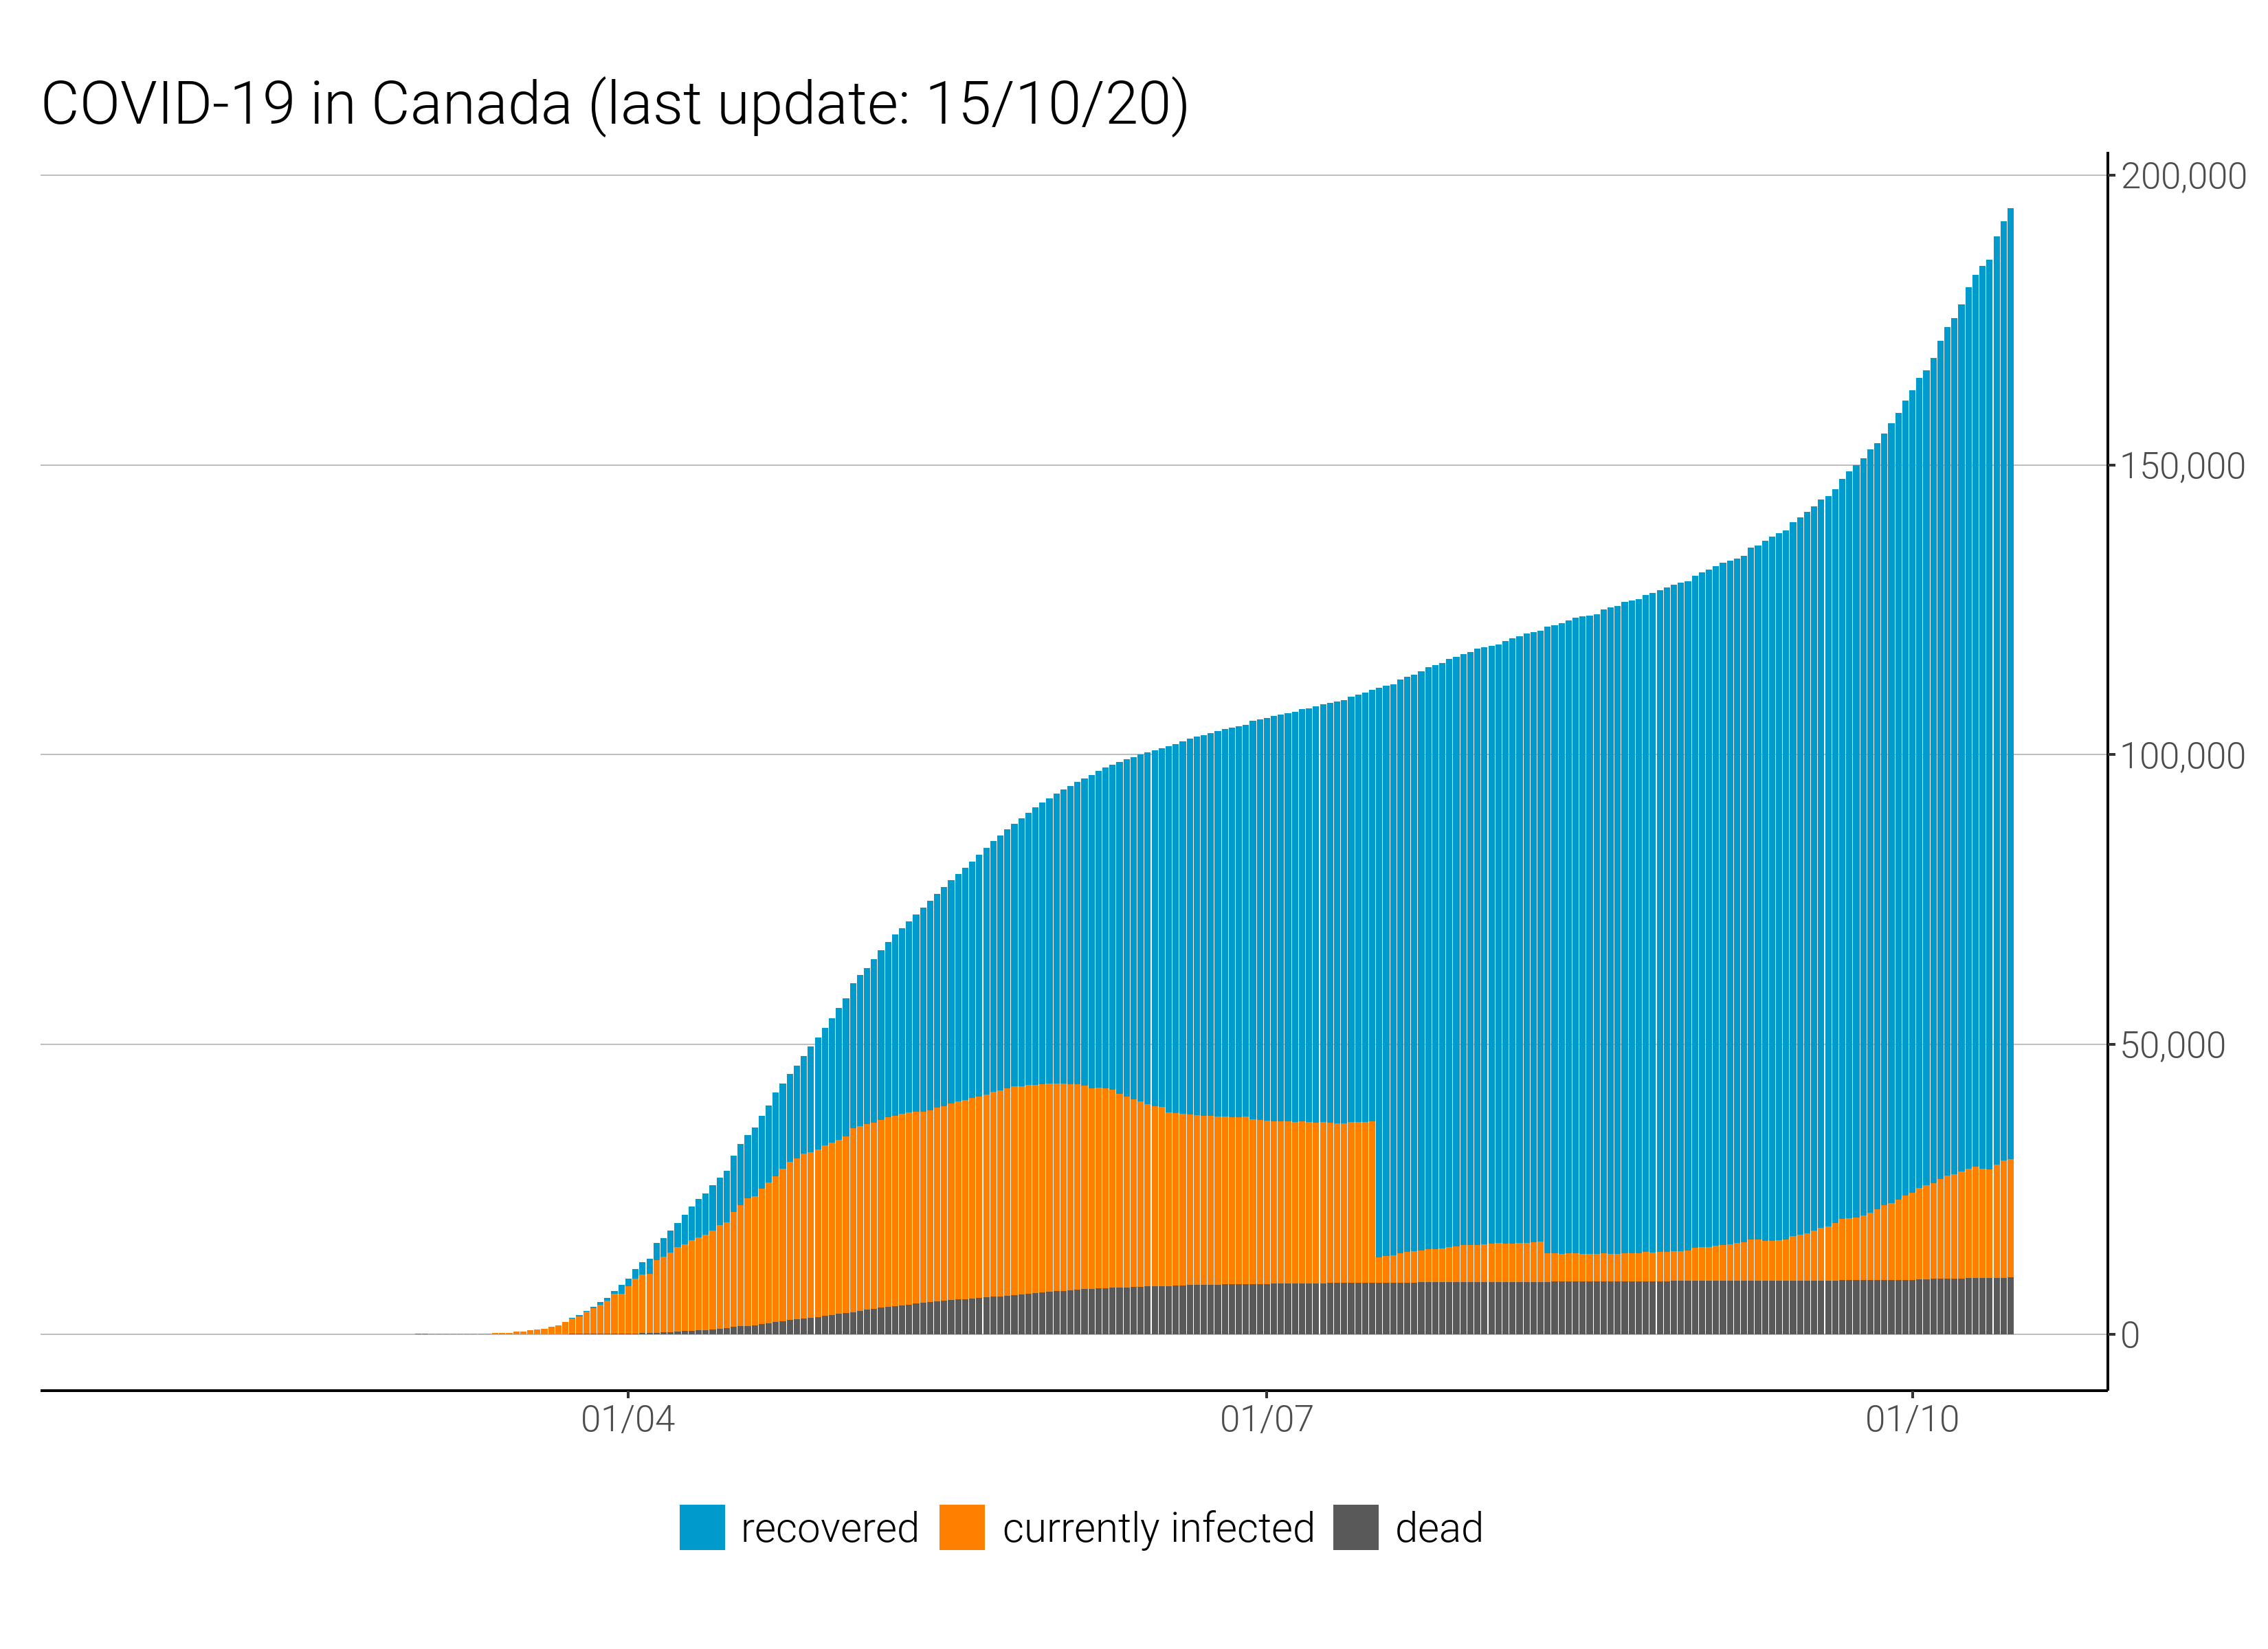 COVID-19 in Canada (last update: 15/10/20)
200,000
150,000
100,000
50,000
0
01/04 01/07 01/10
recovered currently infected dead